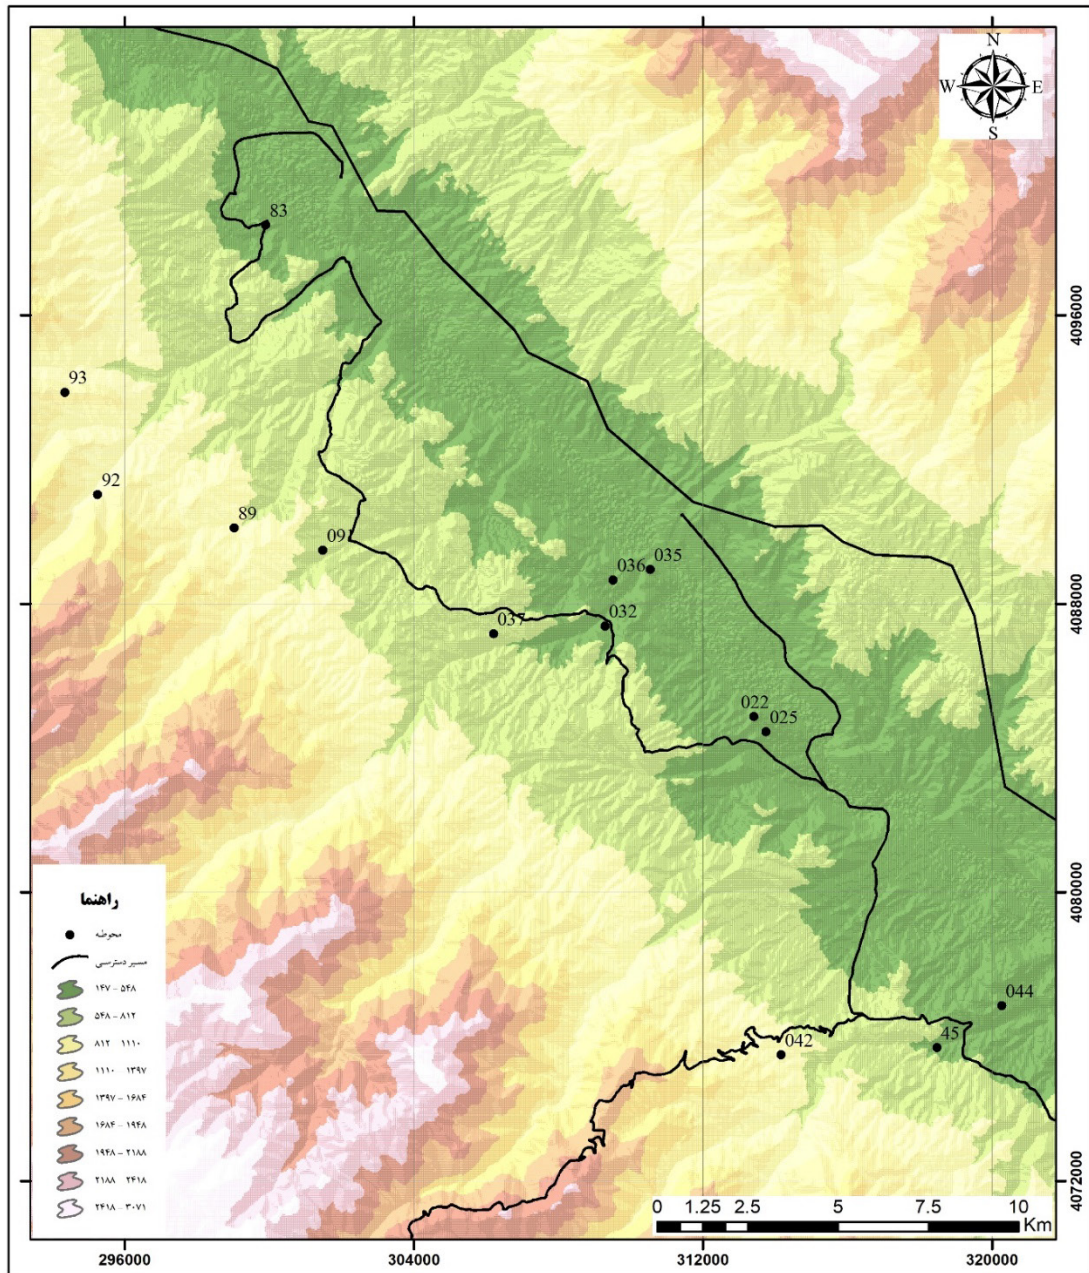 N
W E
S
83
4096000
93
92
89
091
036 035
4088000
037
032
022
025
راهنما
محوطه
مسیر دسترسی
4080000
۱۴۷ - ۵۴۸
۵۴۸ - ۸۱۲
۸۱۲ - ۱۱۱۰
۱۱۱۰ - ۱۳۹۷
۱۳۹۷ - ۱۶۸۴
۱۶۸۴ - ۱۹۴۸
۱۹۴۸ - ۲۱۸۸
۲۱۸۸ - ۲۴۱۸
۲۴۱۸ - ۳۰۷۱
044
45
042
4072000
0 1.25 2.5 5 7.5 10
Km
296000 304000 312000 320000